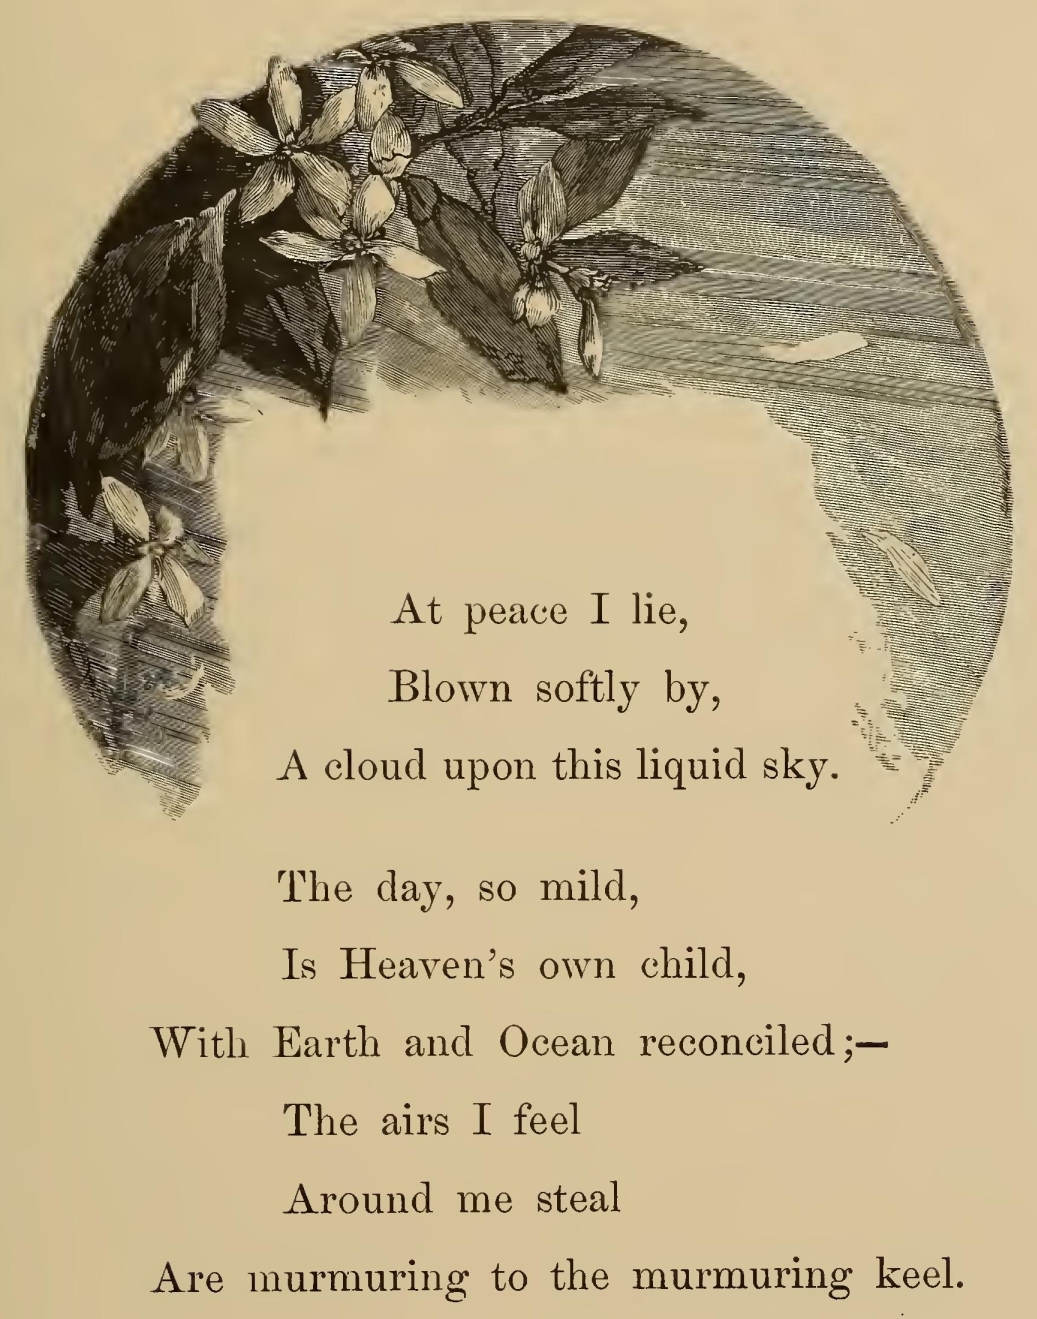 At peace I lie,
Blown softly by,
A cloud upon this liquid sky.
The day, so mild,
Is Heaven's own child,
With Earth and Ocean reconciled;—
The airs I feel
Around me steal
Are murmuring to the murmuring keel.